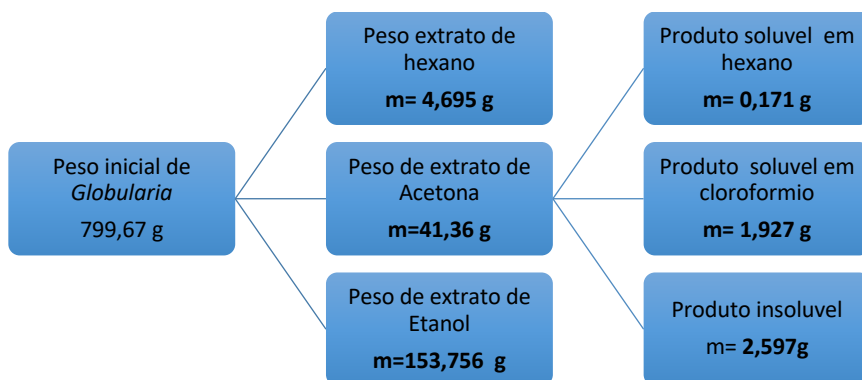 Peso inicial de
Globularia
799,67 g
Peso extrato de
hexano
m= 4,695 g
Peso de extrato de
Acetona
m=41,36 g
Peso de extrato de
Etanol
m=153,756 g
Produto soluvel em
hexano
m= 0,171 g
Produto soluvel em
cloroformio
m= 1,927 g
Produto insoluvel
m= 2,597g